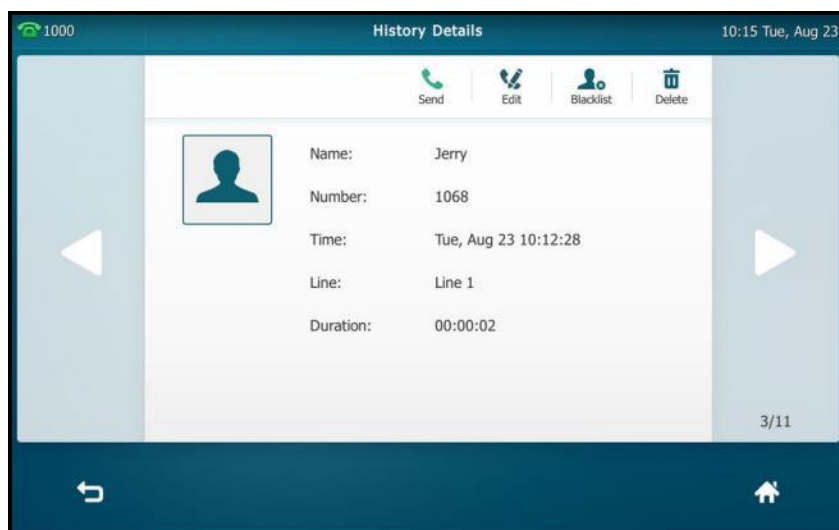 1000 History Details 10:15 Tue, Aug 23
Send Edit Blacklist Delete
Name: Jerry
Number: 1068
Time: Tue, Aug 23 10:12:28
Line: Line 1
Duration: 00:00:02
3/11